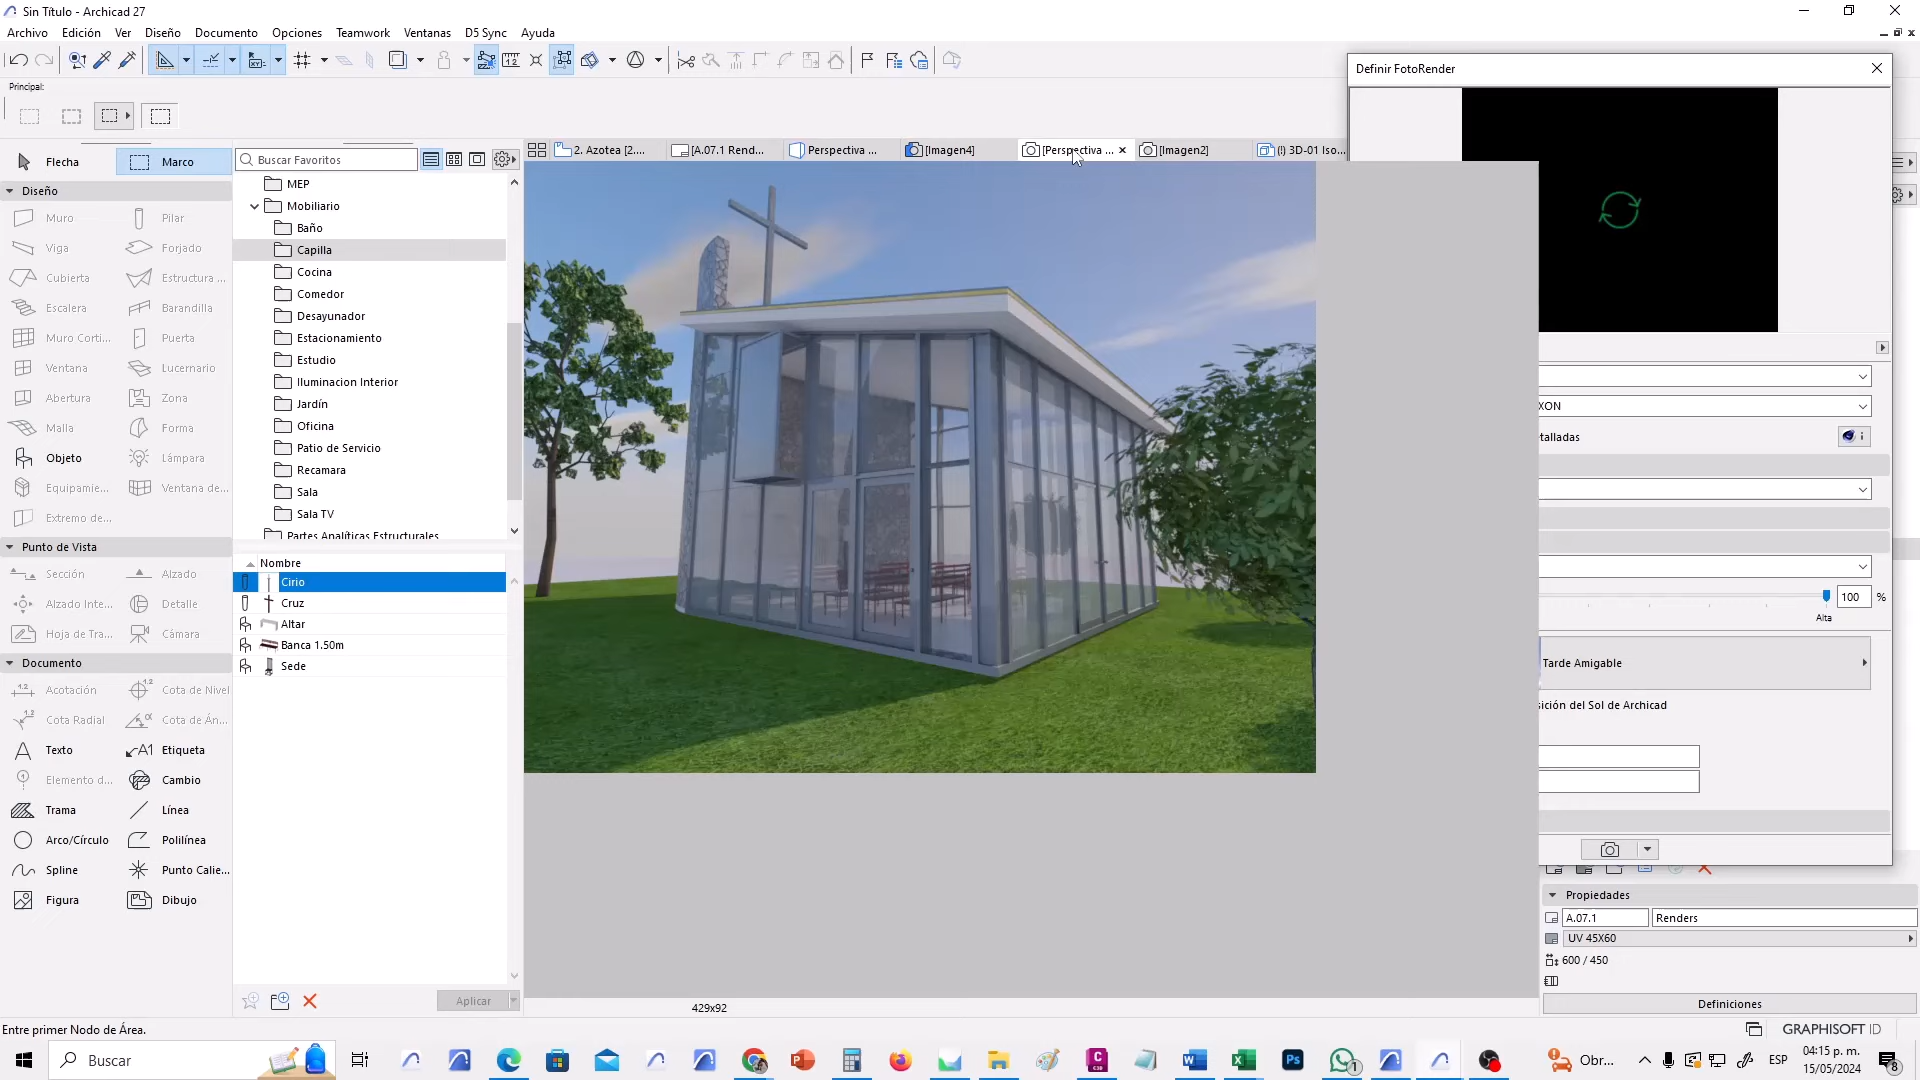 Sin Título - Archicad 27
Archivo Edición Ver Diseño Documento Opciones Teamwork Ventanas D5 Sync Ayuda
Principal:
Definir FotoRender
Flecha
Marco
Buscar Favoritos
2. Azotea [2....
[A.07.1 Rend...
Perspectiva ...
[Imagen4]
[Perspectiva ...
[Imagen2]
(!) 3D-01 Iso...
Diseño
Muro
Pilar
Viga
Forjado
Cubierta
Estructura ...
Escalera
Barandilla
Muro Corti...
Puerta
Ventana
Lucernario
Abertura
Zona
Malla
Forma
Objeto
Lámpara
Equipamie...
Ventana de...
Extremo de...
Punto de Vista
Sección
Alzado
Alzado Inte...
Detalle
Hoja de Tra...
Cámara
Documento
Acotación
Cota de Nivel
Cota Radial
Cota de Án...
Texto
Etiqueta
Elemento d...
Cambio
Trama
Línea
Arco/Círculo
Polilínea
Spline
Punto Calie...
Figura
Dibujo
MEP
Mobiliario
Baño
Capilla
Cocina
Comedor
Desayunador
Estacionamiento
Estudio
Iluminacion Interior
Jardín
Oficina
Patio de Servicio
Recamara
Sala
Sala TV
Partes Analíticas Estructurales
Nombre
Cirio
Cruz
Altar
Banca 1.50m
Sede
Aplicar
429x92
XON
talladas
100 %
Alta
Tarde Amigable
sición del Sol de Archicad
Propiedades
A.07.1
Renders
UV 45X60
600 / 450
Definiciones
Entre primer Nodo de Área.
GRAPHISOFT ID
Buscar
1
Obr...
ESP
04:15 p. m.
15/05/2024
8